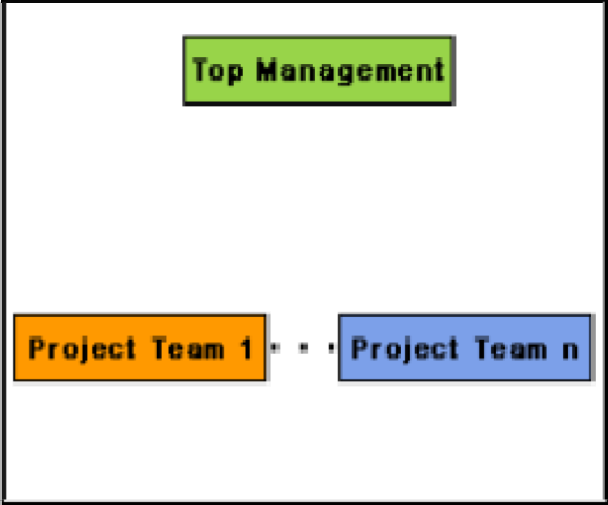 Top Management
Project Team 1 . . . Project Team n